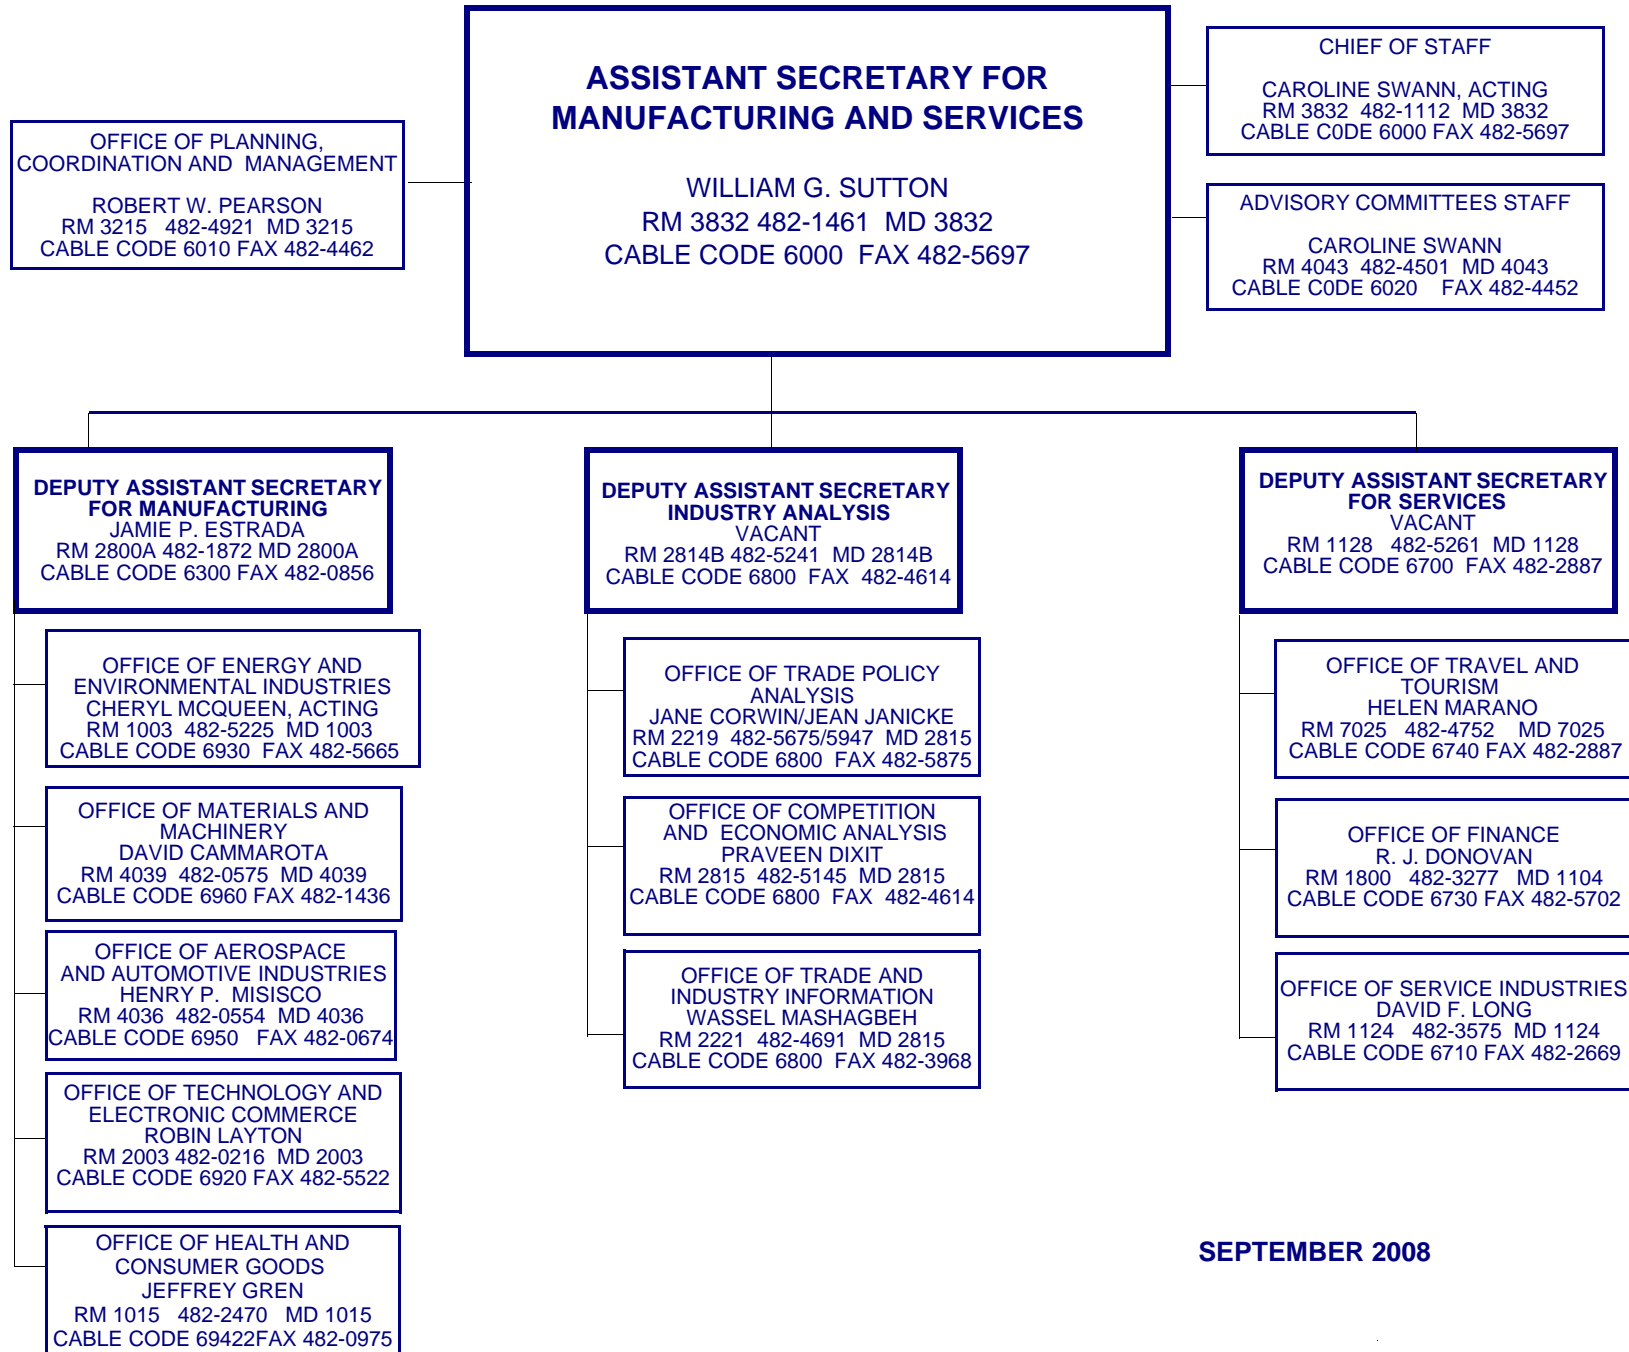 ASSISTANT SECRETARY FOR
MANUFACTURING AND SERVICES
WILLIAM G. SUTTON
RM 3832 482-1461 MD 3832
CABLE CODE 6000 FAX 482-5697
OFFICE OF PLANNING,
COORDINATION AND MANAGEMENT
ROBERT W. PEARSON
RM 3215 482-4921 MD 3215
CABLE CODE 6010 FAX 482-4462
CHIEF OF STAFF
CAROLINE SWANN, ACTING
RM 3832 482-1112 MD 3832
CABLE C0DE 6000 FAX 482-5697
ADVISORY COMMITTEES STAFF
CAROLINE SWANN
RM 4043 482-4501 MD 4043
CABLE C0DE 6020 FAX 482-4452
DEPUTY ASSISTANT SECRETARY
FOR MANUFACTURING
JAMIE P. ESTRADA
RM 2800A 482-1872 MD 2800A
CABLE CODE 6300 FAX 482-0856
OFFICE OF ENERGY AND
ENVIRONMENTAL INDUSTRIES
CHERYL MCQUEEN, ACTING
RM 1003 482-5225 MD 1003
CABLE CODE 6930 FAX 482-5665
OFFICE OF MATERIALS AND
MACHINERY
DAVID CAMMAROTA
RM 4039 482-0575 MD 4039
CABLE CODE 6960 FAX 482-1436
OFFICE OF AEROSPACE
AND AUTOMOTIVE INDUSTRIES
HENRY P. MISISCO
RM 4036 482-0554 MD 4036
CABLE CODE 6950 FAX 482-0674
OFFICE OF TECHNOLOGY AND
ELECTRONIC COMMERCE
ROBIN LAYTON
RM 2003 482-0216 MD 2003
CABLE CODE 6920 FAX 482-5522
OFFICE OF HEALTH AND
CONSUMER GOODS
JEFFREY GREN
RM 1015 482-2470 MD 1015
CABLE CODE 69422FAX 482-0975
DEPUTY ASSISTANT SECRETARY
INDUSTRY ANALYSIS
VACANT
RM 2814B 482-5241 MD 2814B
CABLE CODE 6800 FAX 482-4614
OFFICE OF TRADE POLICY
ANALYSIS
JANE CORWIN/JEAN JANICKE
RM 2219 482-5675/5947 MD 2815
CABLE CODE 6800 FAX 482-5875
OFFICE OF COMPETITION
AND ECONOMIC ANALYSIS
PRAVEEN DIXIT
RM 2815 482-5145 MD 2815
CABLE CODE 6800 FAX 482-4614
OFFICE OF TRADE AND
INDUSTRY INFORMATION
WASSEL MASHAGBEH
RM 2221 482-4691 MD 2815
CABLE CODE 6800 FAX 482-3968
DEPUTY ASSISTANT SECRETARY
FOR SERVICES
VACANT
RM 1128 482-5261 MD 1128
CABLE CODE 6700 FAX 482-2887
OFFICE OF TRAVEL AND
TOURISM
HELEN MARANO
RM 7025 482-4752 MD 7025
CABLE CODE 6740 FAX 482-2887
OFFICE OF FINANCE
R. J. DONOVAN
RM 1800 482-3277 MD 1104
CABLE CODE 6730 FAX 482-5702
OFFICE OF SERVICE INDUSTRIES
DAVID F. LONG
RM 1124 482-3575 MD 1124
CABLE CODE 6710 FAX 482-2669
SEPTEMBER 2008